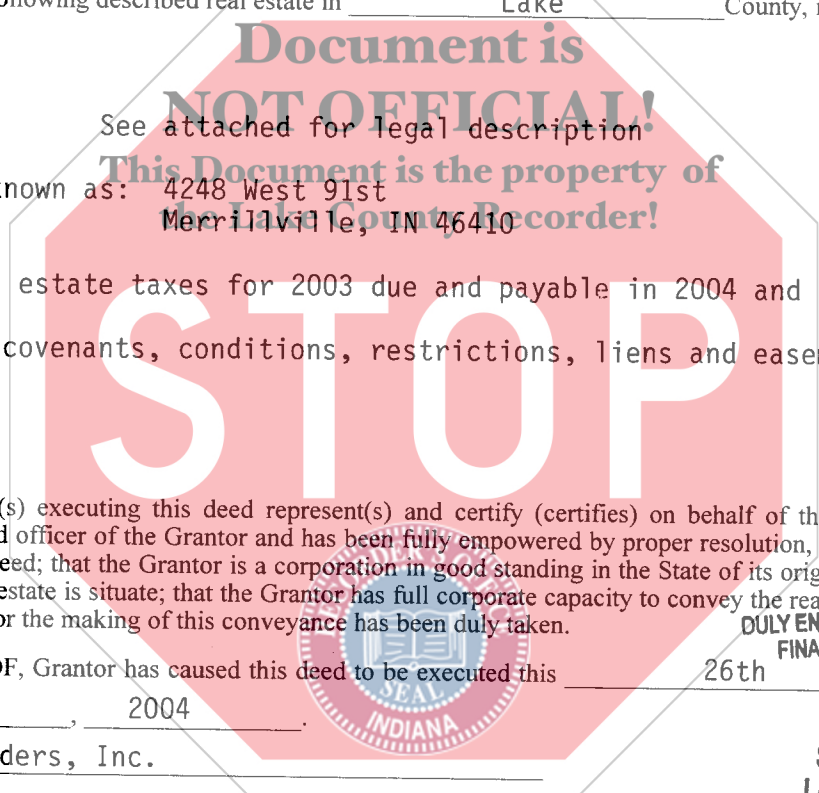 ollowing described real estate in Lake County,
Document is
NOT OFFICIAL!
See attached for legal description
This Document is the property of
nown as: 4248 West 91st
the Lake County Recorder!
Merrillville, IN 46410
estate taxes for 2003 due and payable in 2004 and
covenants, conditions, restrictions, liens and ease
STOP
(s) executing this deed represent(s) and certify (certifies) on behalf of th
d officer of the Grantor and has been fully empowered by proper resolution,
eed; that the Grantor is a corporation in good standing in the State of its orig
estate is situate; that the Grantor has full corporate capacity to convey the rea
or the making of this conveyance has been duly taken.
DULY EN
FINA
OF, Grantor has caused this deed to be executed this 26th
, 2004 .
ders, Inc.
RECORDER'S OFFICE
SEAL
INDIANA